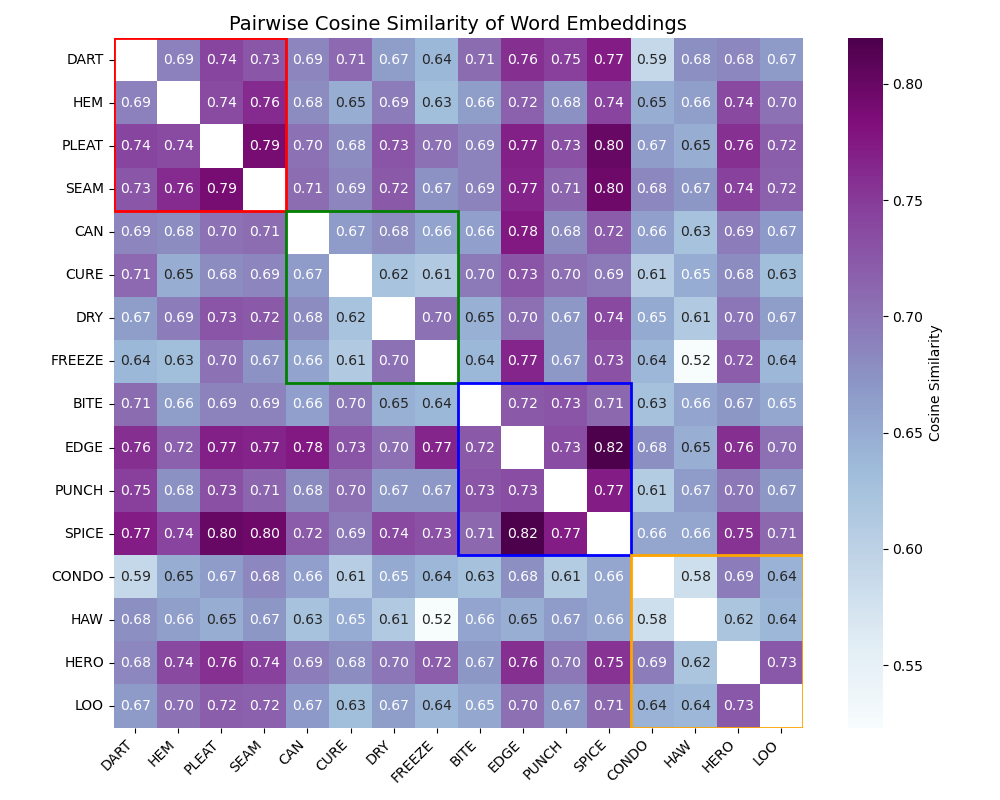 Pairwise Cosine Similarity of Word Embeddings
DART 0.69 0.74 0.73 0.69 0.71 0.67 0.64 0.71 0.76 0.75 0.77 0.59 0.68 0.68 0.67
HEM 0.69 0.74 0.76 0.68 0.65 0.69 0.63 0.66 0.72 0.68 0.74 0.65 0.66 0.74 0.70
PLEAT 0.74 0.74 0.79 0.70 0.68 0.73 0.70 0.69 0.77 0.73 0.80 0.67 0.65 0.76 0.72
SEAM 0.73 0.76 0.79 0.71 0.69 0.72 0.67 0.69 0.77 0.71 0.80 0.68 0.67 0.74 0.72
CAN 0.69 0.68 0.70 0.71 0.67 0.68 0.66 0.66 0.78 0.68 0.72 0.66 0.63 0.69 0.67
CURE 0.71 0.65 0.68 0.69 0.67 0.62 0.61 0.70 0.73 0.70 0.69 0.61 0.65 0.68 0.63
DRY 0.67 0.69 0.73 0.72 0.68 0.62 0.70 0.65 0.70 0.67 0.74 0.65 0.61 0.70 0.67
FREEZE 0.64 0.63 0.70 0.67 0.66 0.61 0.70 0.64 0.77 0.67 0.73 0.64 0.52 0.72 0.64
BITE 0.71 0.66 0.69 0.69 0.66 0.70 0.65 0.64 0.72 0.73 0.71 0.63 0.66 0.67 0.65
EDGE 0.76 0.72 0.77 0.77 0.78 0.73 0.70 0.77 0.72 0.73 0.82 0.68 0.65 0.76 0.70
PUNCH 0.75 0.68 0.73 0.71 0.68 0.70 0.67 0.67 0.73 0.73 0.77 0.61 0.67 0.70 0.67
SPICE 0.77 0.74 0.80 0.80 0.72 0.69 0.74 0.73 0.71 0.82 0.77 0.66 0.66 0.75 0.71
CONDO 0.59 0.65 0.67 0.68 0.66 0.61 0.65 0.64 0.63 0.68 0.61 0.66 0.58 0.69 0.64
HAW 0.68 0.66 0.65 0.67 0.63 0.65 0.61 0.52 0.66 0.65 0.67 0.66 0.58 0.62 0.64
HERO 0.68 0.74 0.76 0.74 0.69 0.68 0.70 0.72 0.67 0.76 0.70 0.75 0.69 0.62 0.73
LOO 0.67 0.70 0.72 0.72 0.67 0.63 0.67 0.64 0.65 0.70 0.67 0.71 0.64 0.64 0.73
DART HEM PLEAT SEAM CAN CURE DRY FREEZE BITE EDGE PUNCH SPICE CONDO HAW HERO LOO
0.80
0.75
0.70
0.65
0.60
0.55
Cosine Similarity